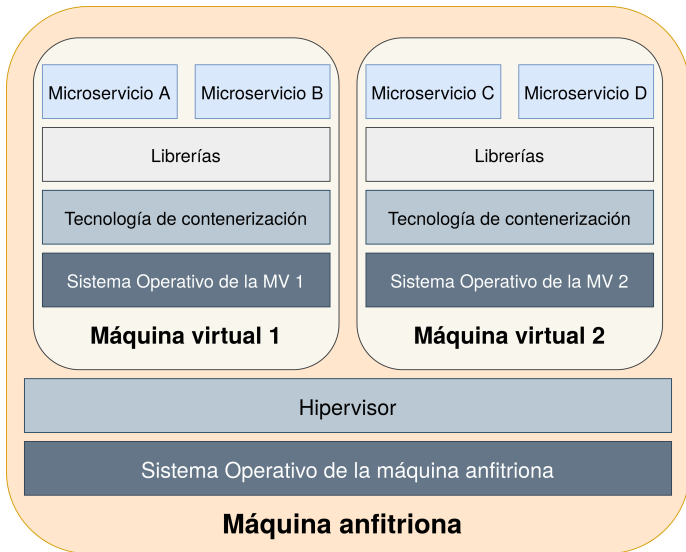 Microservicio A
Microservicio B
Librerías
Tecnología de contenerización
Sistema Operativo de la MV 1
Máquina virtual 1
Microservicio C
Microservicio D
Librerías
Tecnología de contenerización
Sistema Operativo de la MV 2
Máquina virtual 2
Hipervisor
Sistema Operativo de la máquina anfitriona
Máquina anfitriona